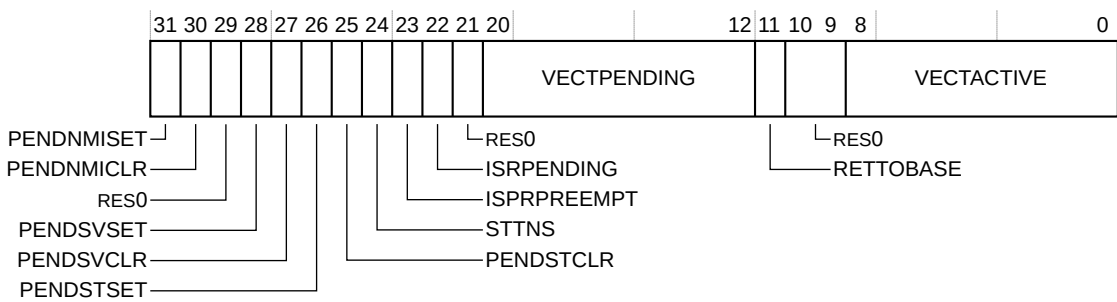 31 30 29 28 27 26 25 24 23 22 21 20 12 11 10 9 8 0
VECTPENDING VECTACTIVE
PENDNMISET RES0 RES0
PENDNMICLR ISRPENDING RETTOBASE
RES0 ISPRPREEMPT
PENDSVSET STTNS
PENDSVCLR PENDSTCLR
PENDSTSET